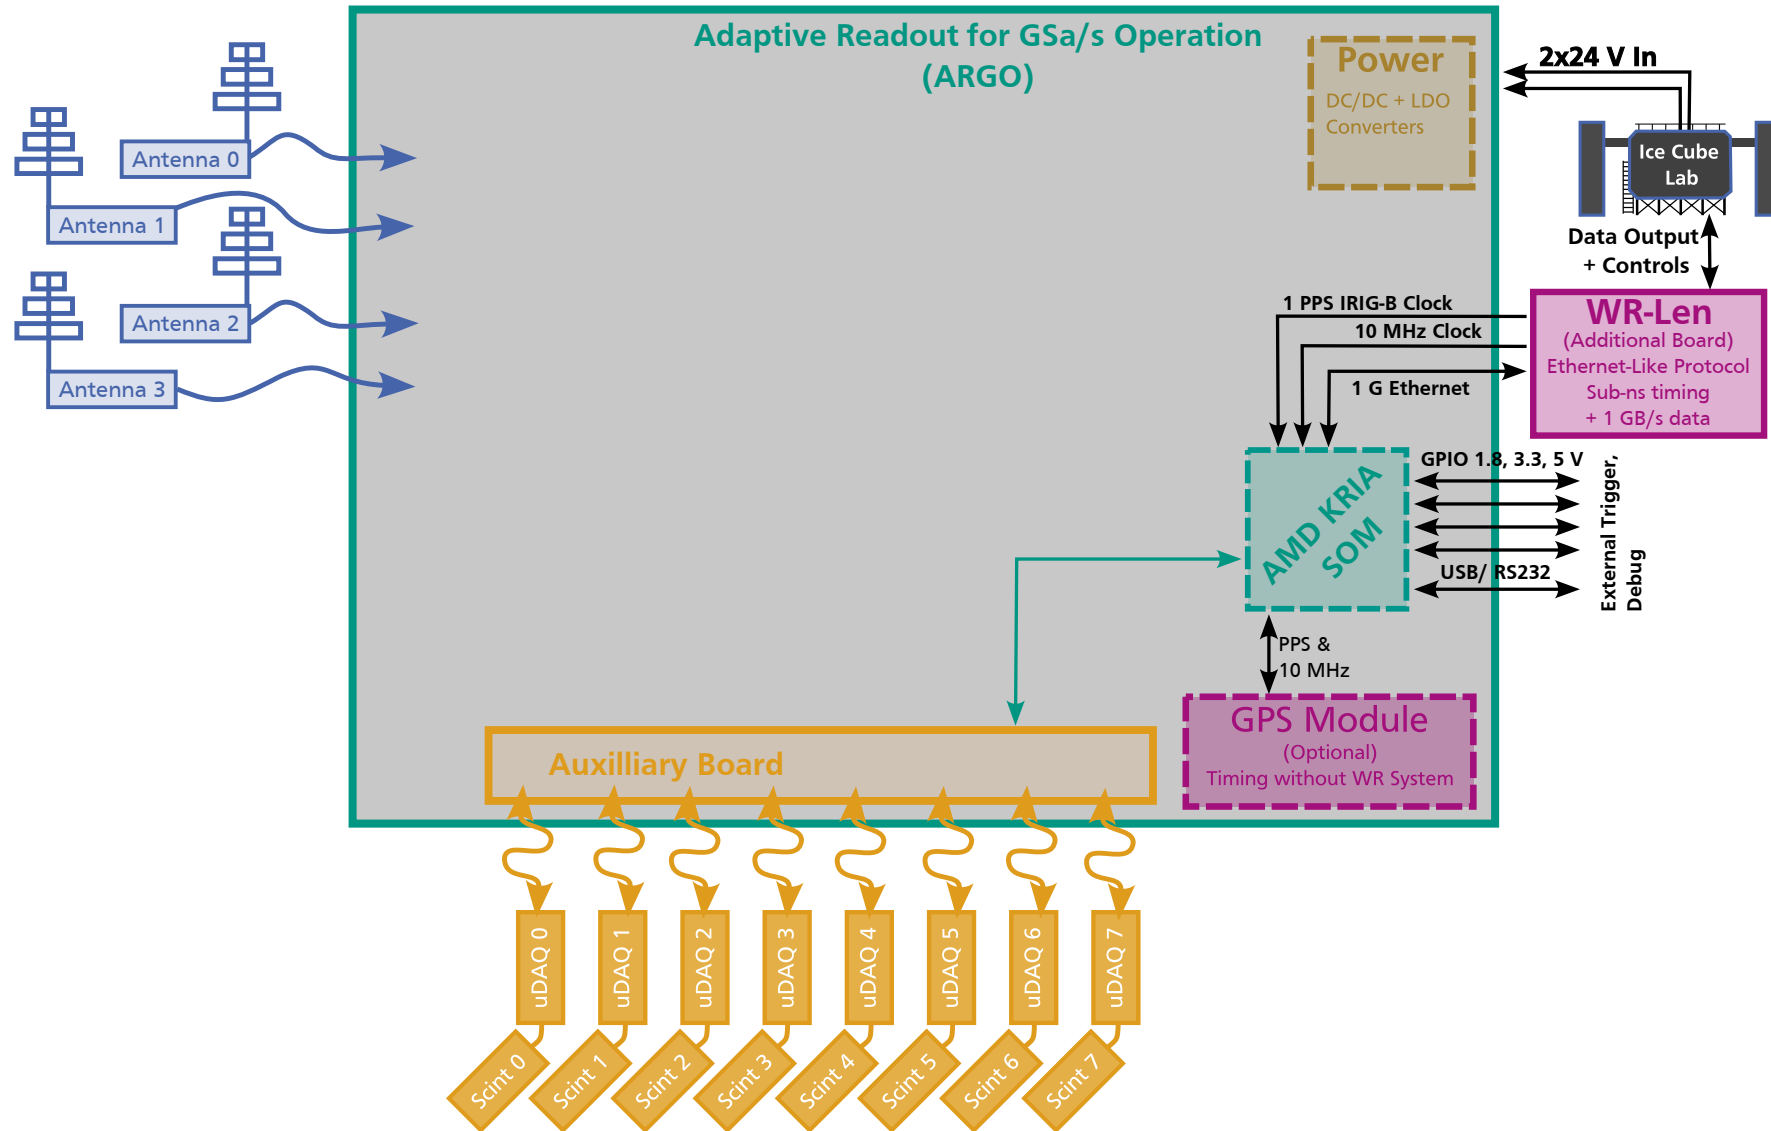 Adaptive Readout for GSa/s Operation
(ARGO)
Power
DC/DC + LDO
Converters
2x24 V In
Ice Cube
Lab
Antenna 0
Antenna 1
Antenna 2
Antenna 3
Data Output
+ Controls
1 PPS IRIG-B Clock
10 MHz Clock
1 G Ethernet
WR-Len
(Additional Board)
Ethernet-Like Protocol
Sub-ns timing
+ 1 GB/s data
AMD KRIA
SOM
GPIO 1.8, 3.3, 5 V
USB/ RS232
External Trigger,
Debug
PPS &
10 MHz
GPS Module
(Optional)
Timing without WR System
Auxilliary Board
uDAQ 0
uDAQ 1
uDAQ 2
uDAQ 3
uDAQ 4
uDAQ 5
uDAQ 6
uDAQ 7
Scint 0
Scint 1
Scint 2
Scint 3
Scint 4
Scint 5
Scint 6
Scint 7